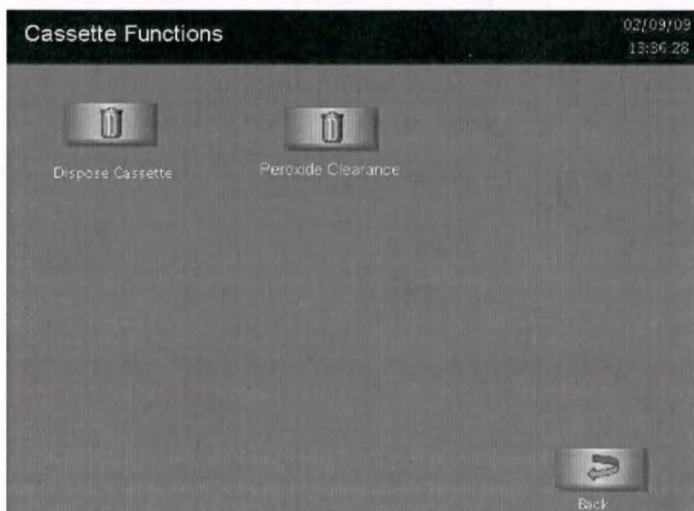 Cassette Functions
02/09/09
13:36:28
Dispose Cassette
Peroxide Clearance
Back